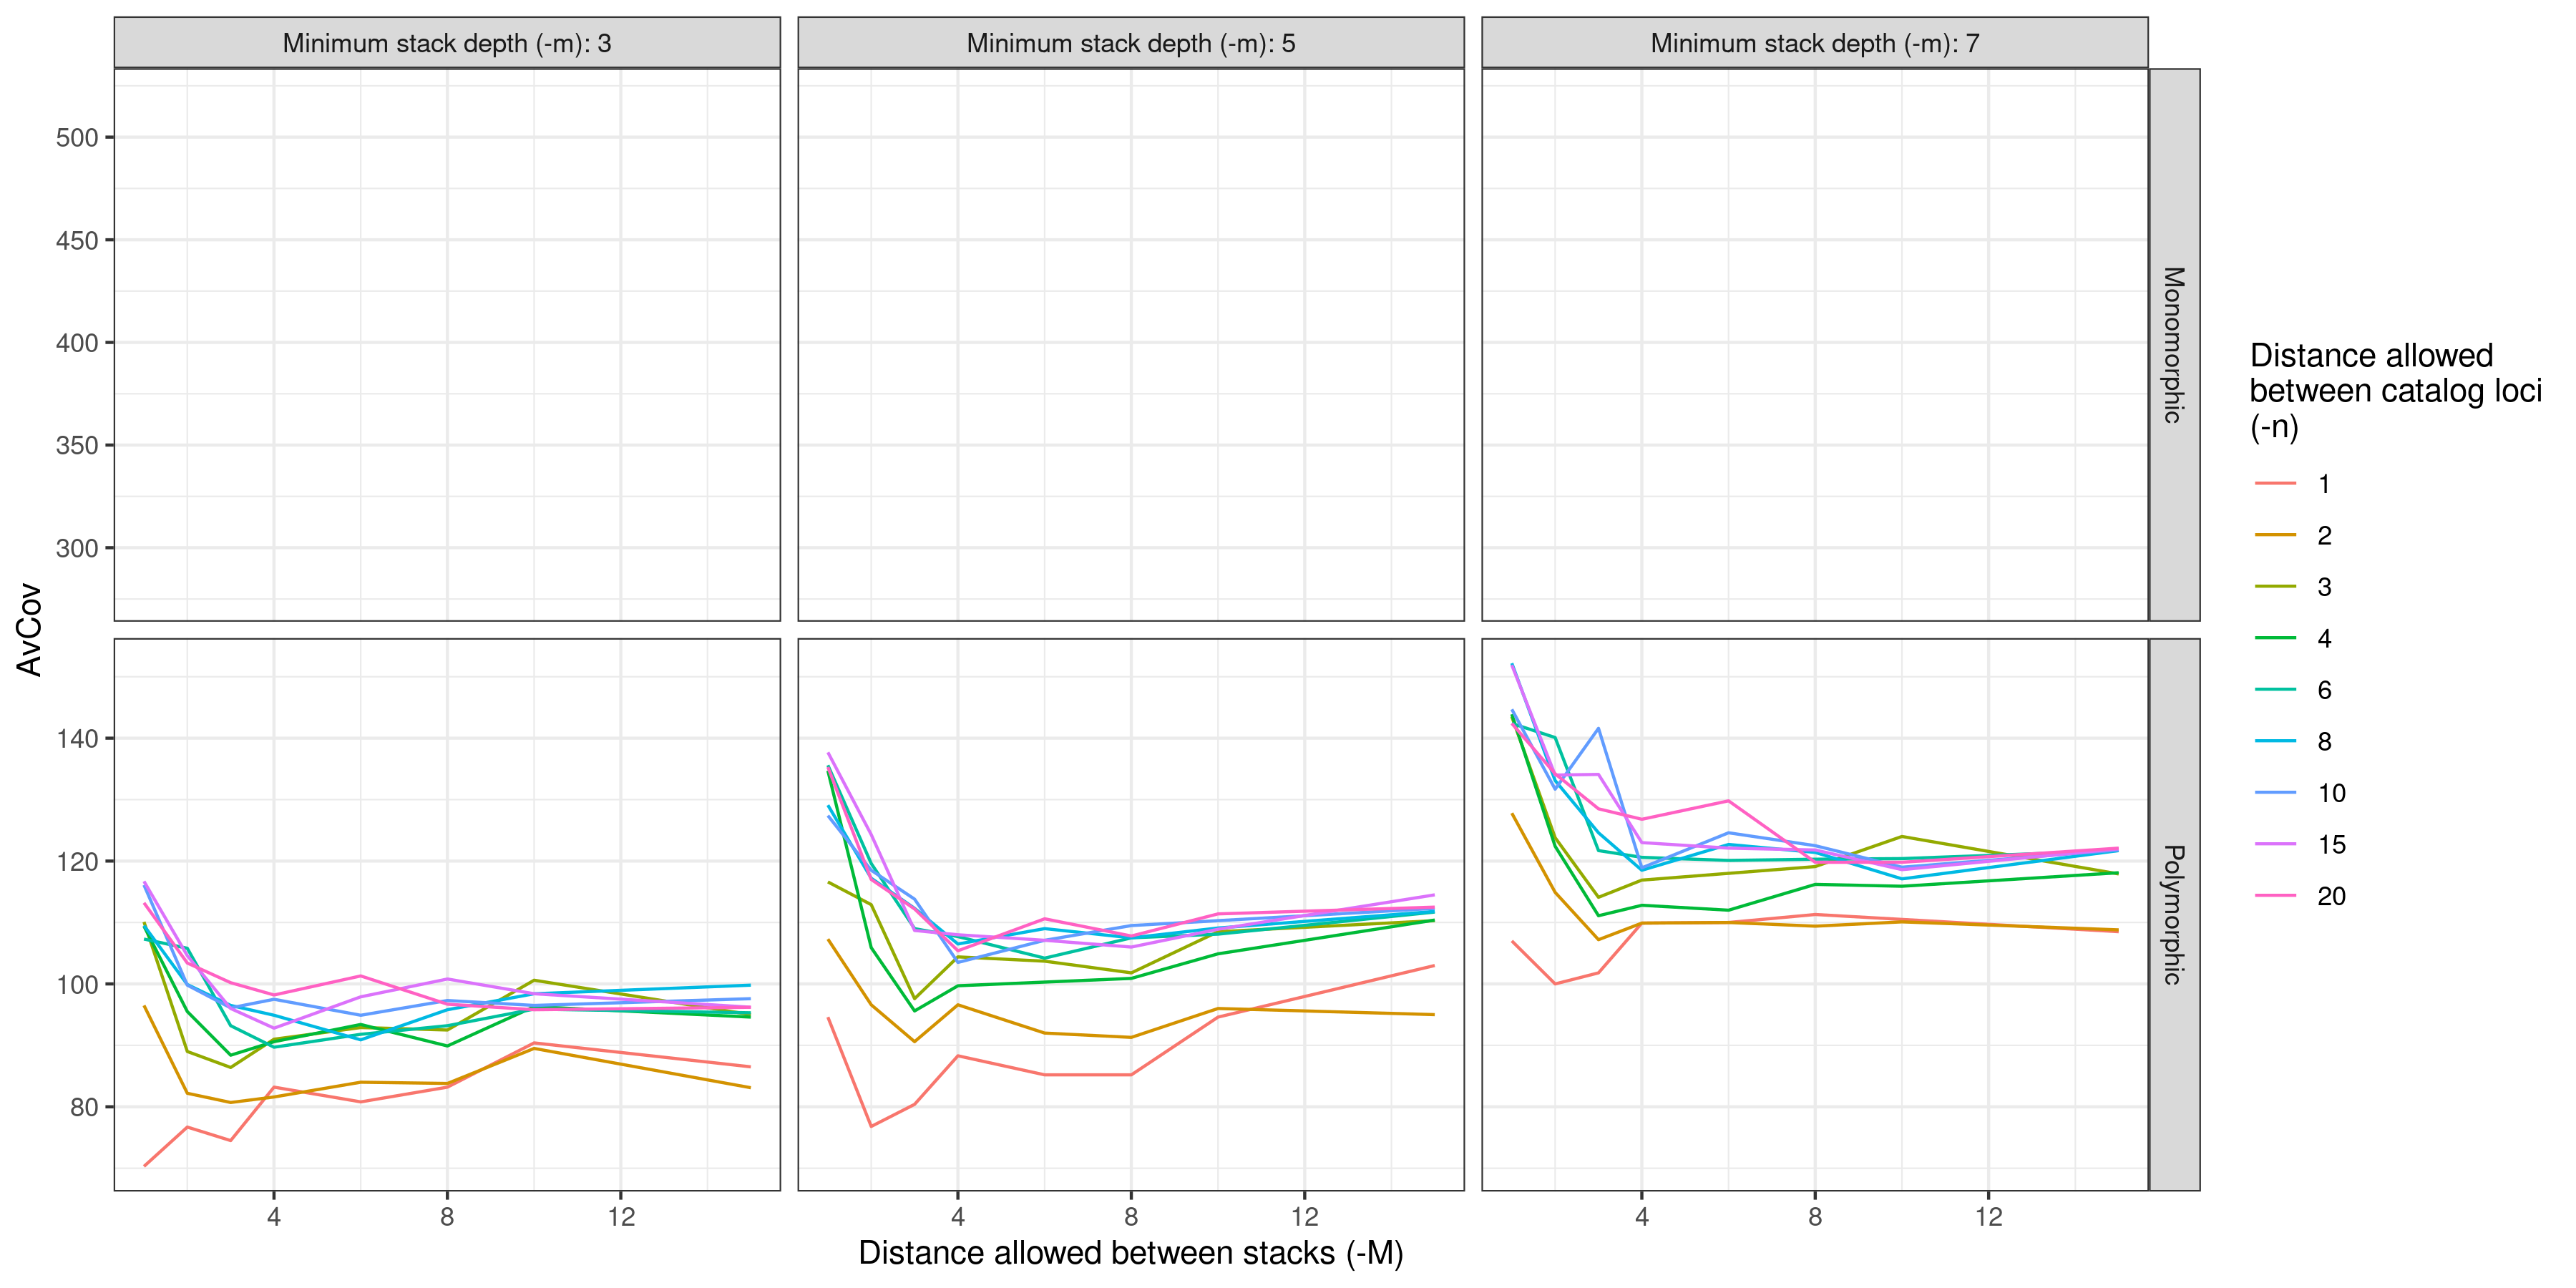 Minimum stack depth (-m): 3
Minimum stack depth (-m): 5
Minimum stack depth (-m): 7
500
450
400
350
300
Monomorphic
AvCov
140
120
100
80
Polymorphic
4 8 12
4 8 12
4 8 12
Distance allowed between stacks (-M)
Distance allowed
between catalog loci
(-n)
1
2
3
4
6
8
10
15
20